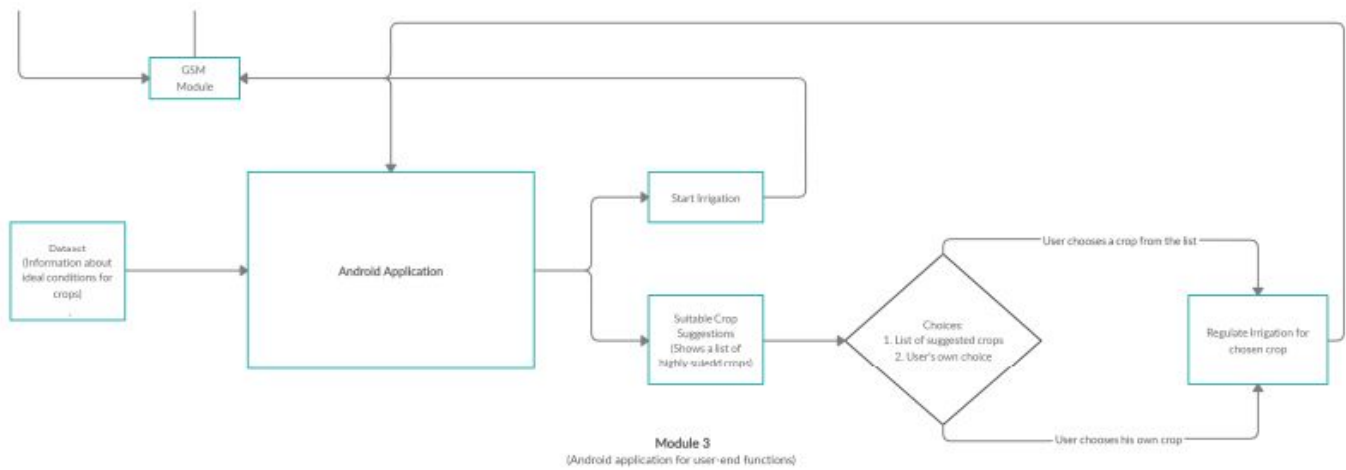 GSM
Module
Start Irrigation
Dataset
(Information about
ideal conditions for
crops)
.
Android Application
User chooses a crop from the list
Suitable Crop
Suggestions
(Shows a list of
highly suiedd crops)
Choices:
1. List of suggested crops
2. User's own choice
Regulate Irrigation for
chosen crop
User chooses his own crop
Module 3
(Android application for user-end functions)